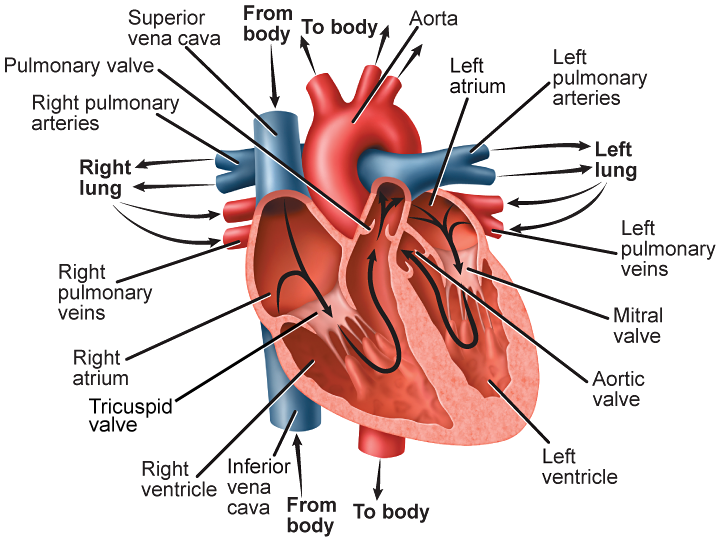 Superior
vena cava
From
body
To body
Aorta
Pulmonary valve
Left
atrium
Left
pulmonary
arteries
Right pulmonary
arteries
Right
lung
Left
lung
Right
pulmonary
veins
Left
pulmonary
veins
Right
atrium
Mitral
valve
Tricuspid
valve
Aortic
valve
Right
ventricle
Inferior
vena
cava
From
body
To body
Left
ventricle